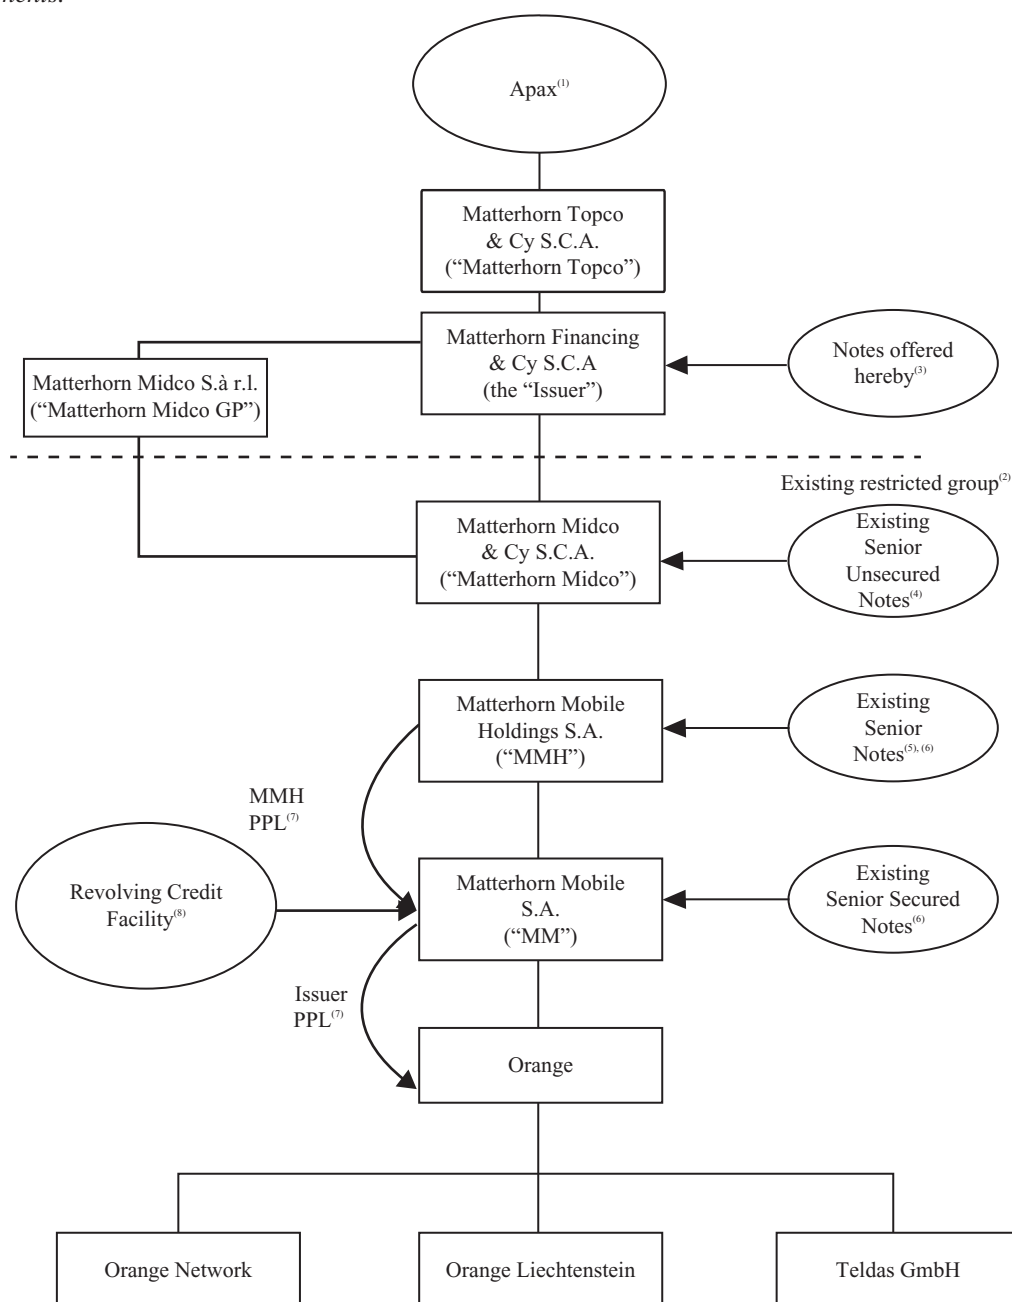 ments.
Apax(1)
Matterhorn Topco
& Cy S.C.A.
(“Matterhorn Topco”)
Matterhorn Financing
& Cy S.C.A
(the “Issuer”)
Notes offered
hereby(3)
Matterhorn Midco S.à r.l.
(“Matterhorn Midco GP”)
Existing restricted group(2)
Matterhorn Midco
& Cy S.C.A.
(“Matterhorn Midco”)
Existing
Senior
Unsecured
Notes(4)
Matterhorn Mobile
Holdings S.A.
(“MMH”)
Existing
Senior
Notes(5), (6)
MMH
PPL(7)
Revolving Credit
Facility(8)
Matterhorn Mobile
S.A.
(“MM”)
Existing
Senior Secured
Notes(6)
Issuer
PPL(7)
Orange
Orange Network
Orange Liechtenstein
Teldas GmbH